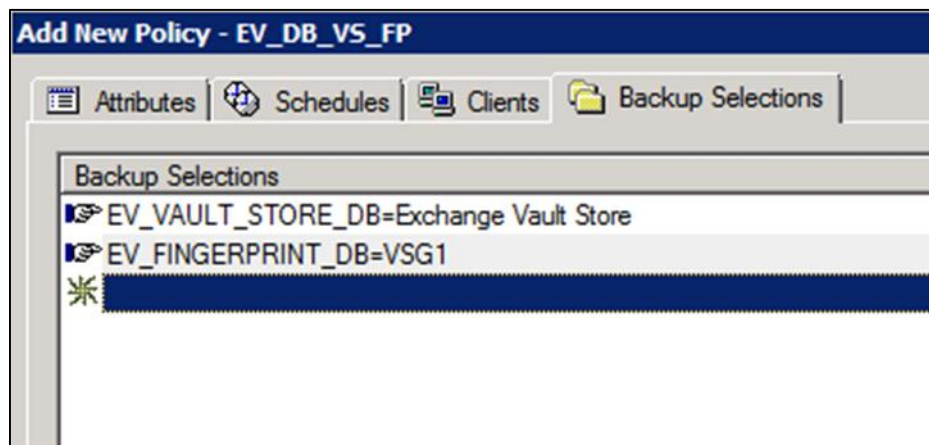 Add New Policy - EV_DB_VS_FP
Attributes Schedules Clients Backup Selections
Backup Selections
EV_VAULT_STORE_DB=Exchange Vault Store
EV_FINGERPRINT_DB=VSG1